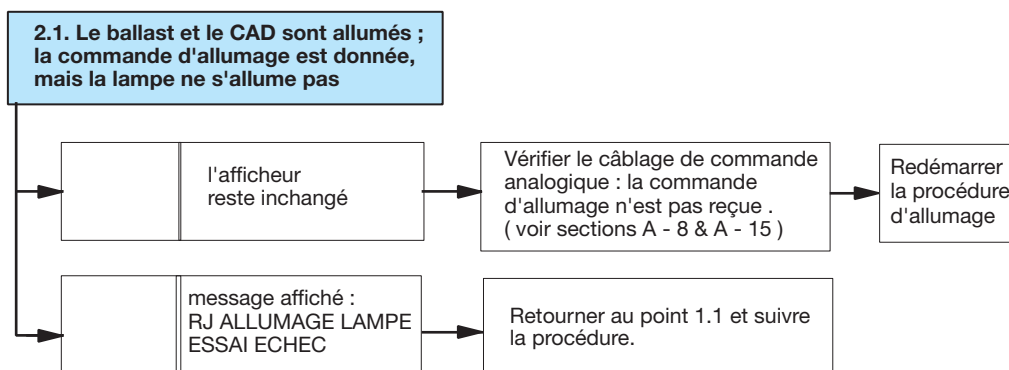 2.1. Le ballast et le CAD sont allumés ;
la commande d'allumage est donnée,
mais la lampe ne s'allume pas
l'afficheur
reste inchangé
Vérifier le câblage de commande
analogique : la commande
d'allumage n'est pas reçue .
( voir sections A - 8 & A - 15 )
Redémarrer
la procédure
d'allumage
message affiché :
RJ ALLUMAGE LAMPE
ESSAI ECHEC
Retourner au point 1.1 et suivre
la procédure.